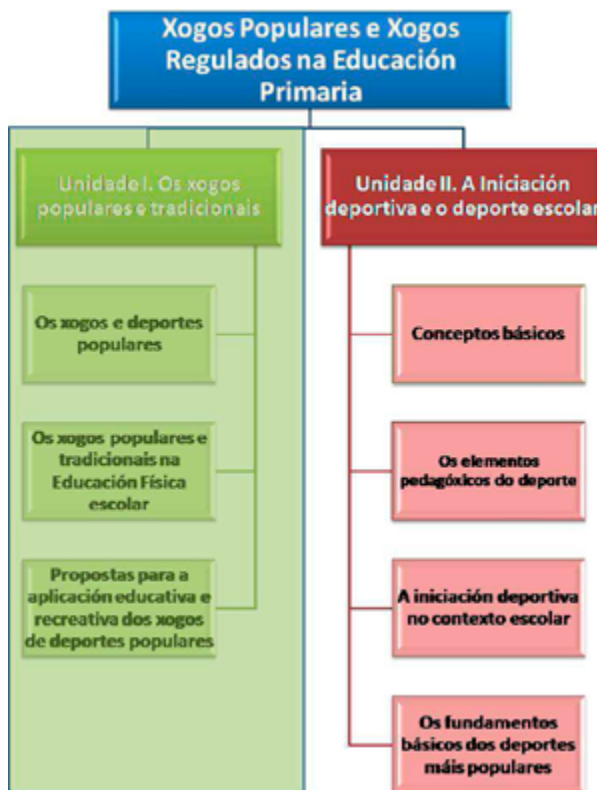 Xogos Populares e Xogos
Regulados na Educación
Primaria
Unidade I. Os xogos
populares e tradicionais
Os xogos e deportes
populares
Os xogos populares e
tradicionais na
Educación Física
escolar
Propostas para a
aplicación educativa e
recreativa dos xogos
de deportes populares
Unidade II. A Iniciación
deportiva e o deporte escolar
Conceptos básicos
Os elementos
pedagóxicos do deporte
A iniciación deportiva
no contexto escolar
Os fundamentos
básicos dos deportes
máis populares